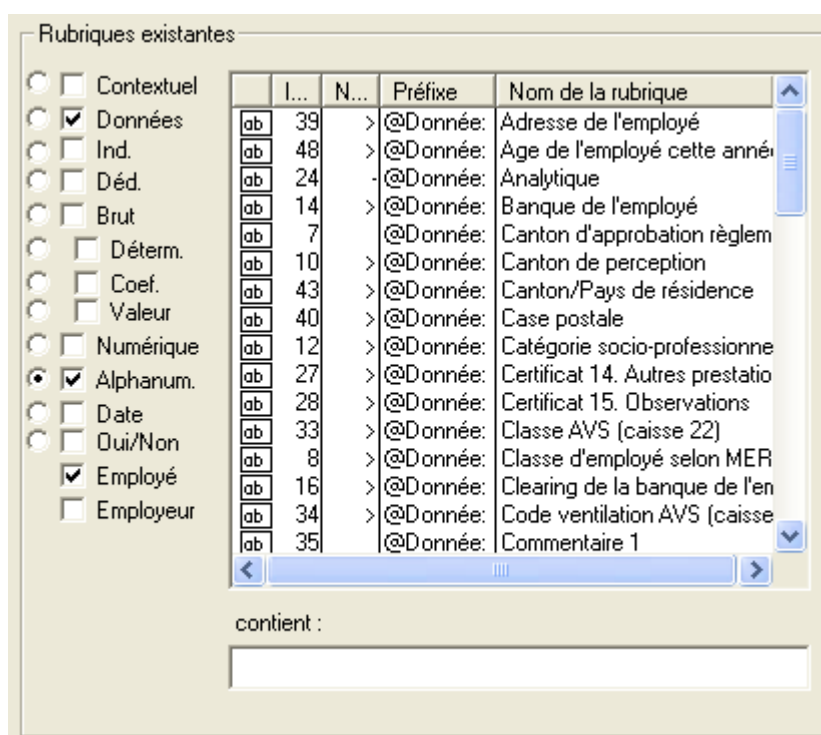 Rubriques existantes
Contextuel
Données
Ind.
Déd.
Brut
Déterm.
Coef.
Valeur
Numérique
Alphanum.
Date
Oui/Non
Employé
Employeur
I... N... Préfixe Nom de la rubrique
ab 39 > @Donnée: Adresse de l'employé
ab 48 > @Donnée: Age de l'employé cette anné
ab 24 - @Donnée: Analytique
ab 14 > @Donnée: Banque de l'employé
ab 7 @Donnée: Canton d'approbation règlem
ab 10 > @Donnée: Canton de perception
ab 43 > @Donnée: Canton/Pays de résidence
ab 40 > @Donnée: Case postale
ab 12 > @Donnée: Catégorie socio-professionne
ab 27 > @Donnée: Certificat 14. Autres prestatio
ab 28 > @Donnée: Certificat 15. Observations
ab 33 > @Donnée: Classe AVS (caisse 22)
ab 8 > @Donnée: Classe d'employé selon MER
ab 16 > @Donnée: Clearing de la banque de l'en
ab 34 > @Donnée: Code ventilation AVS (caisse
ab 35 @Donnée: Commentaire 1
contient :